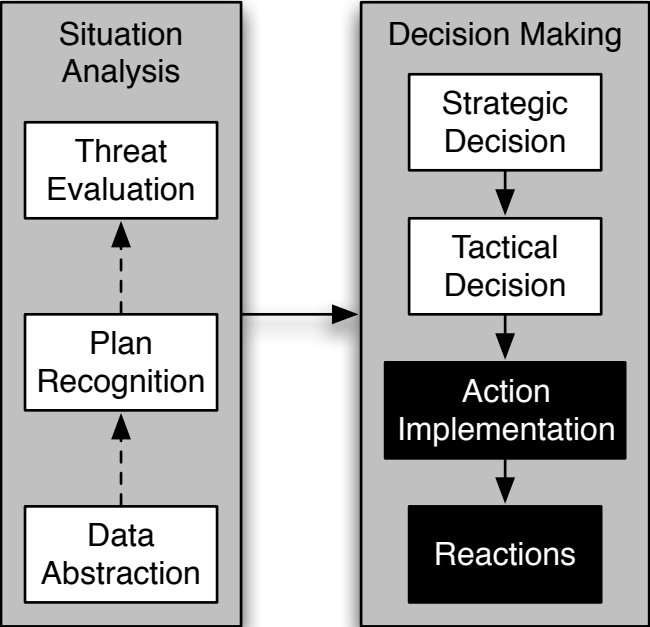 Situation
Analysis
Threat
Evaluation
Plan
Recognition
Data
Abstraction
Decision Making
Strategic
Decision
Tactical
Decision
Action
Implementation
Reactions